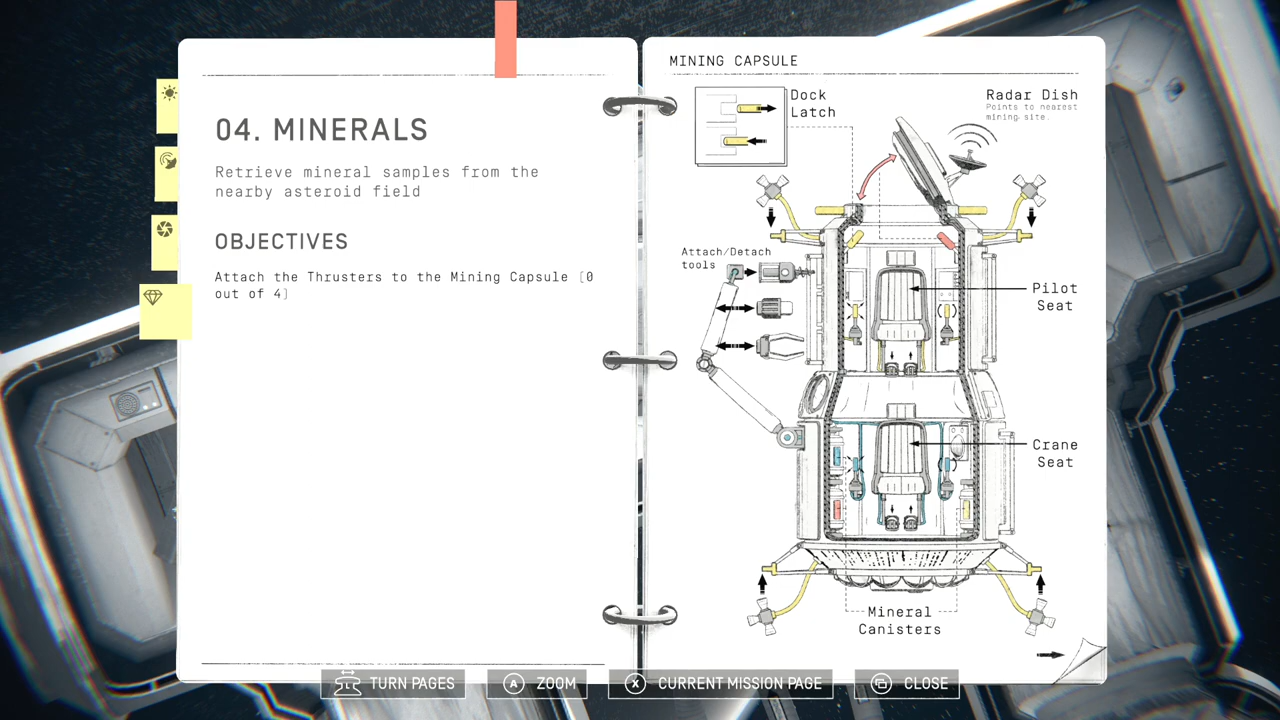 04. MINERALS
Retrieve mineral samples from the
nearby asteroid field
OBJECTIVES
Attach the Thrusters to the Mining Capsule [0
out of 4]
MINING CAPSULE
Dock
Latch
Radar Dish
Points to nearest
mining site.
Attach/Detach
tools
Pilot
Seat
Crane
Seat
Mineral
Canisters
TURN PAGES
A ZOOM
X CURRENT MISSION PAGE
CLOSE